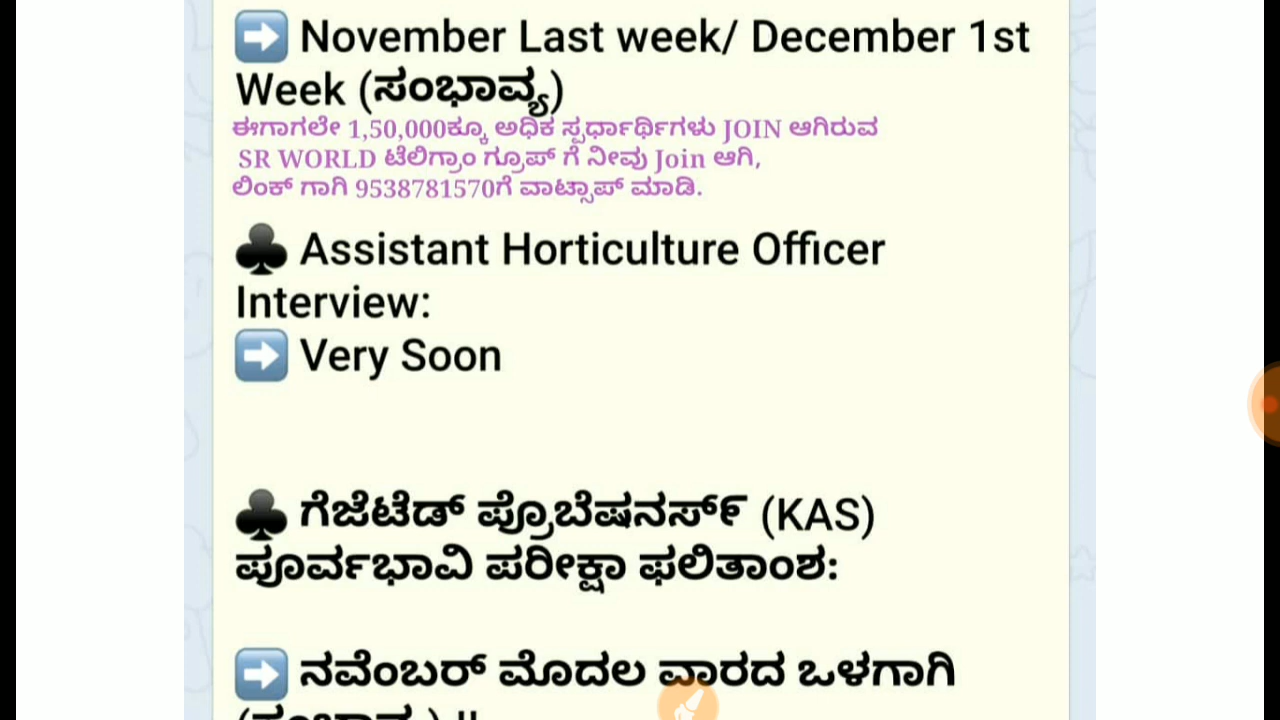 ➡️ November Last week/ December 1st
Week (ಸಂಭಾವ್ಯ)
ಈಗಾಗಲೇ 1,50,000ಕ್ಕೂ ಅಧಿಕ ಸ್ಪರ್ಧಾರ್ಥಿಗಳು JOIN ಆಗಿರುವ
SR WORLD ಟೆಲಿಗ್ರಾಂ ಗ್ರೂಪ್ ಗೆ ನೀವು Join ಆಗಿ,
ಲಿಂಕ್ ಗಾಗಿ 9538781570ಗೆ ವಾಟ್ಸಾಪ್ ಮಾಡಿ.
♣️ Assistant Horticulture Officer
Interview:
➡️ Very Soon
♣️ ಗೆಜೆಟೆಡ್ ಪ್ರೊಬೆಷನರ್ಸ್ (KAS)
ಪೂರ್ವಭಾವಿ ಪರೀಕ್ಷಾ ಫಲಿತಾಂಶ:
➡️ ನವೆಂಬರ್ ಮೊದಲ ವಾರದ ಒಳಗಾಗಿ